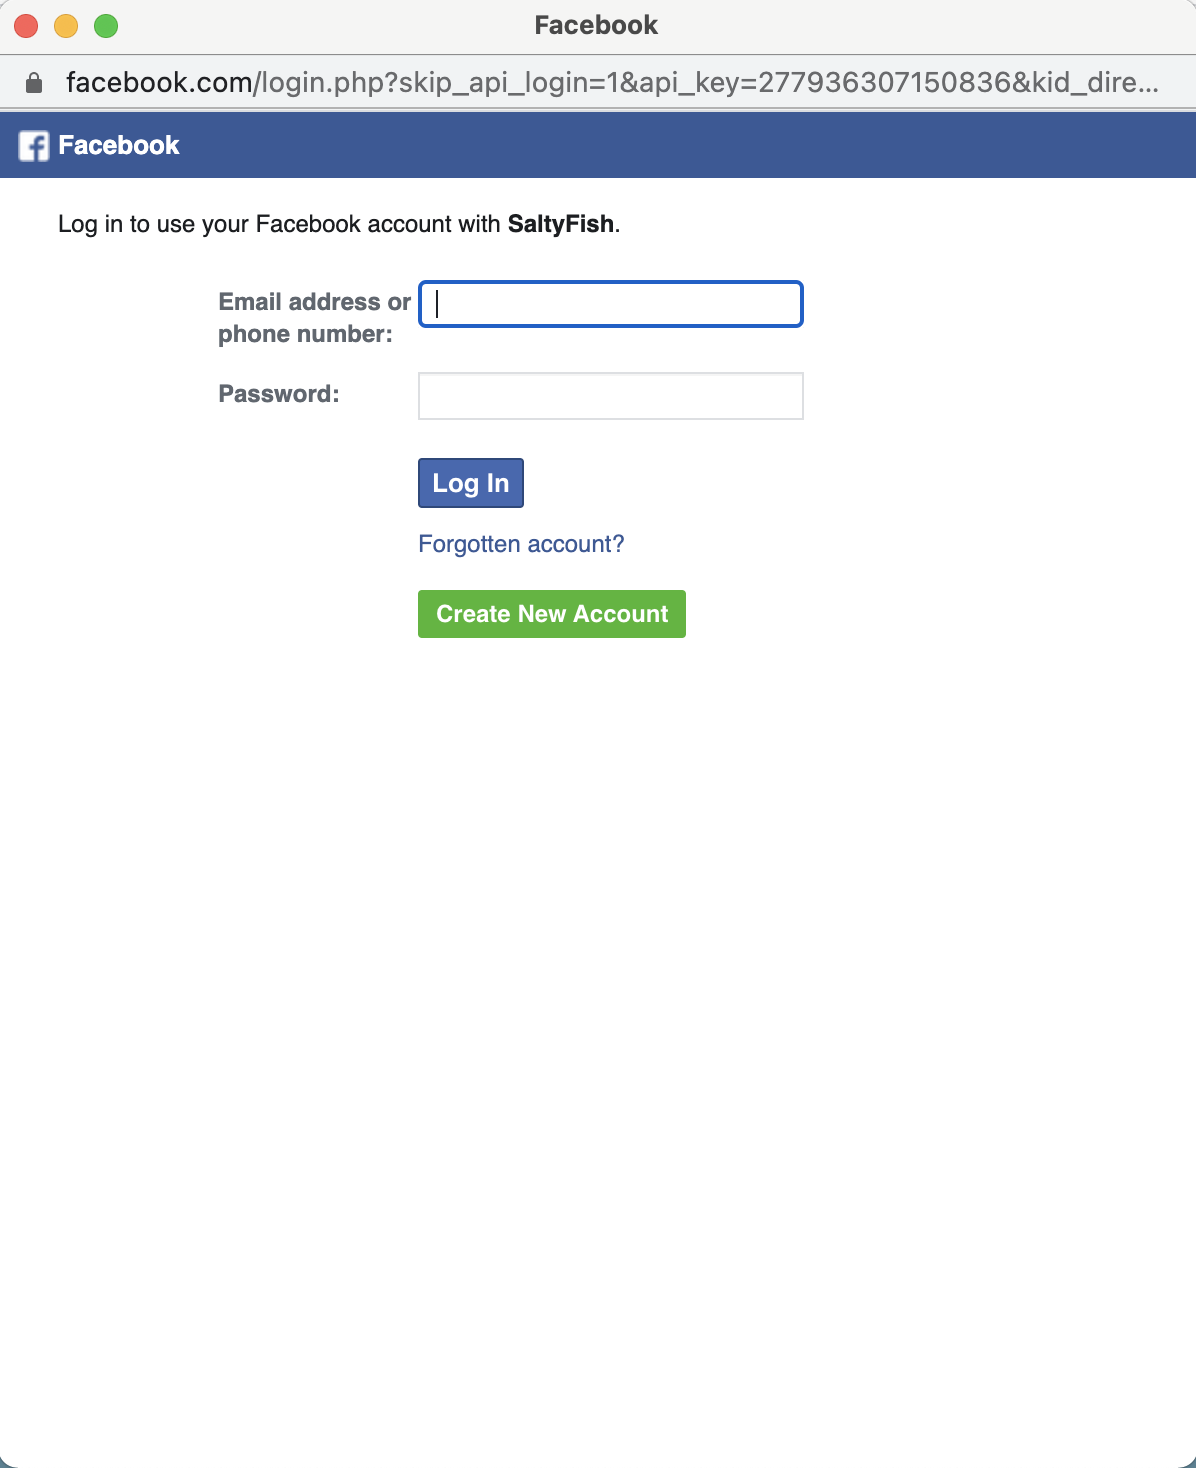 Facebook
facebook.com/login.php?skip_api_login=1&api_key=277936307150836&kid_dire...
Facebook
Log in to use your Facebook account with SaltyFish.
Email address or
phone number:
Password:
Log In
Forgotten account?
Create New Account